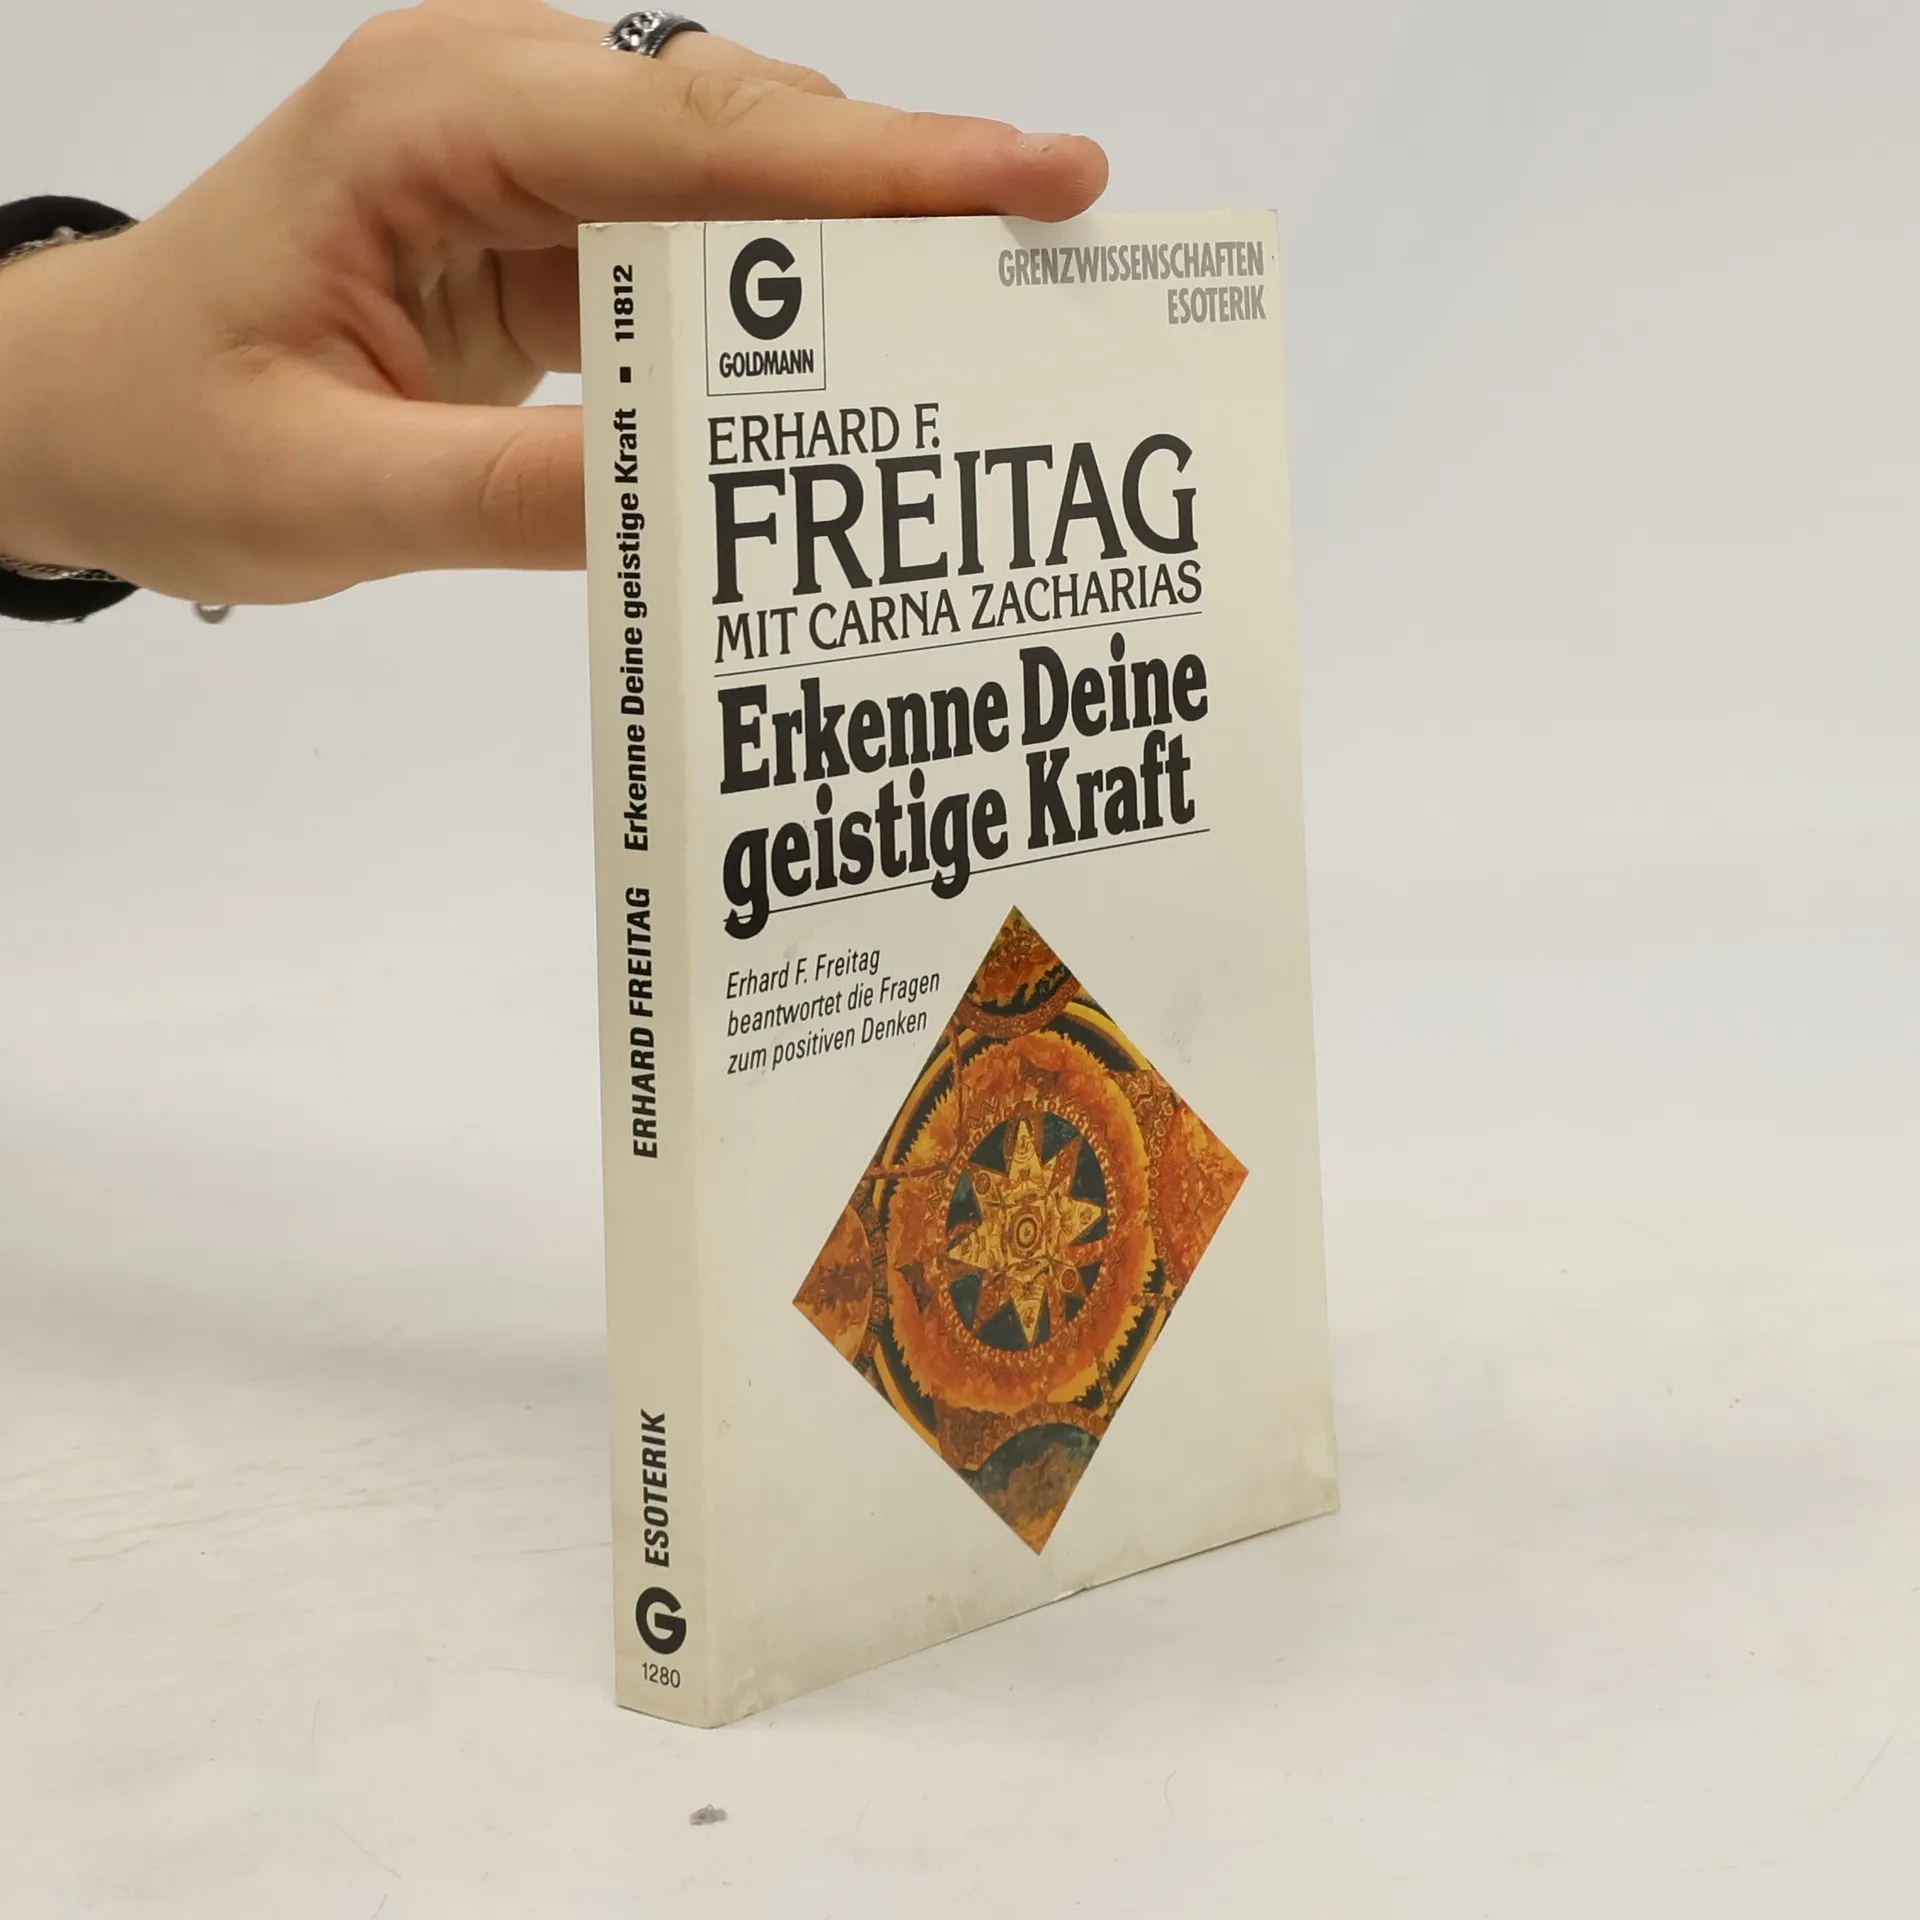 11812
ERHARD FREITAG Erkenne Deine geistige Kraft
ESOTERIK
G
1280
G
GOLDMANN
GRENZWISSENSCHAFTEN
ESOTERIK
ERHARD F.
FREITAG
MIT CARNA ZACHARIAS
Erkenne Deine
geistige Kraft
Erhard F. Freitag
beantwortet die Fragen
zum positiven Denken